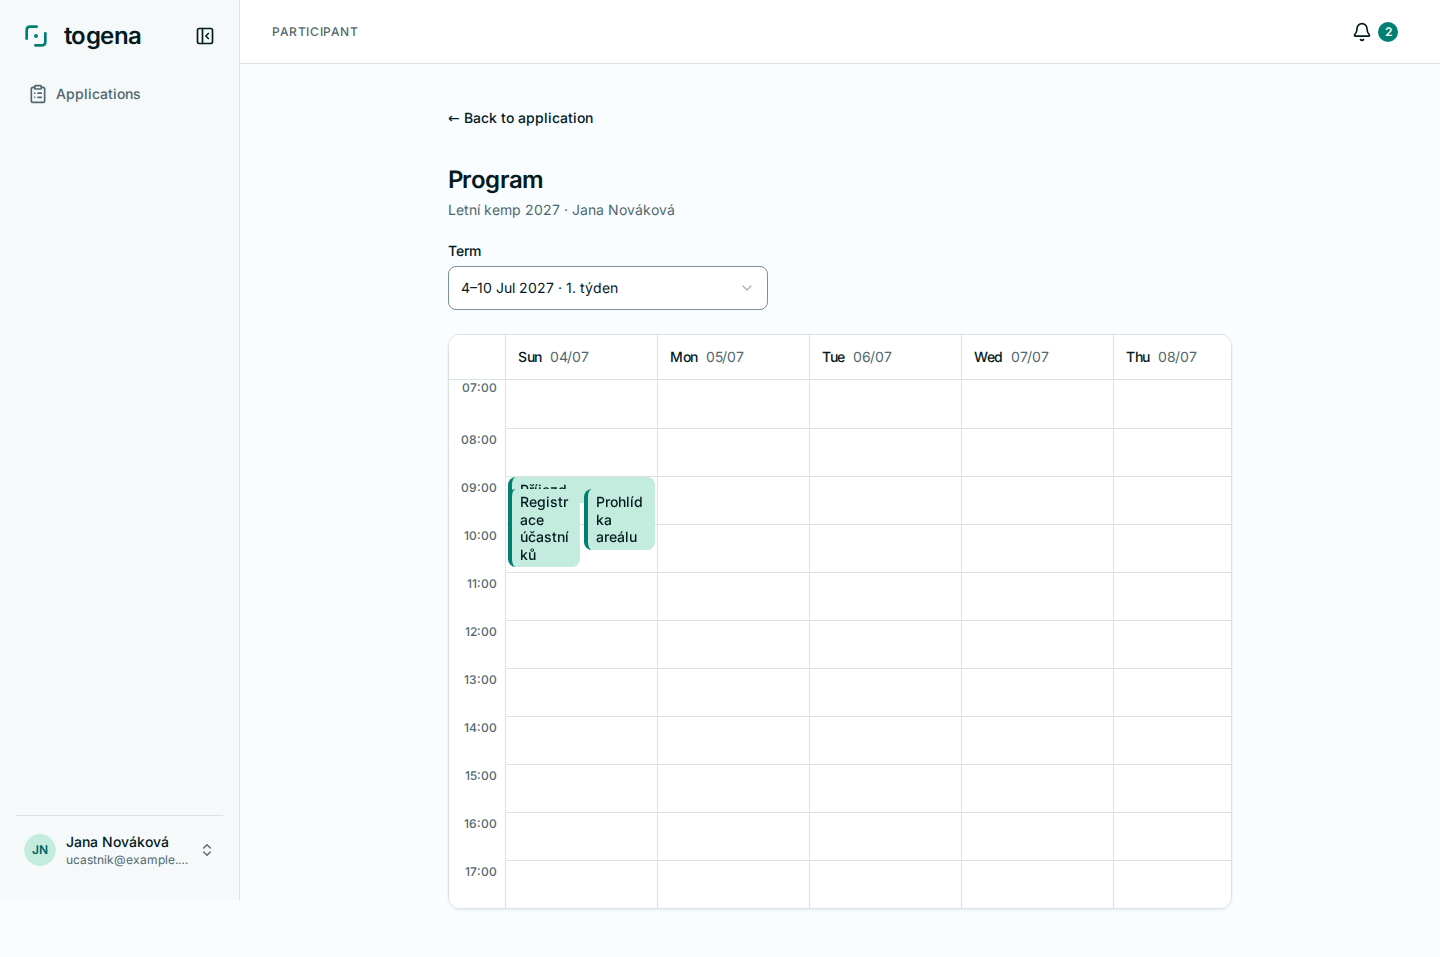 togena
PARTICIPANT
2
Applications
← Back to application
Program
Letní kemp 2027 · Jana Nováková
Term
4–10 Jul 2027 · 1. týden
Sun 04/07
Mon 05/07
Tue 06/07
Wed 07/07
Thu 08/07
07:00
08:00
09:00
Registr
ace
účastní
ků
Prohlíd
ka
areálu
10:00
11:00
12:00
13:00
14:00
15:00
16:00
17:00
JN
Jana Nováková
ucastnik@example....